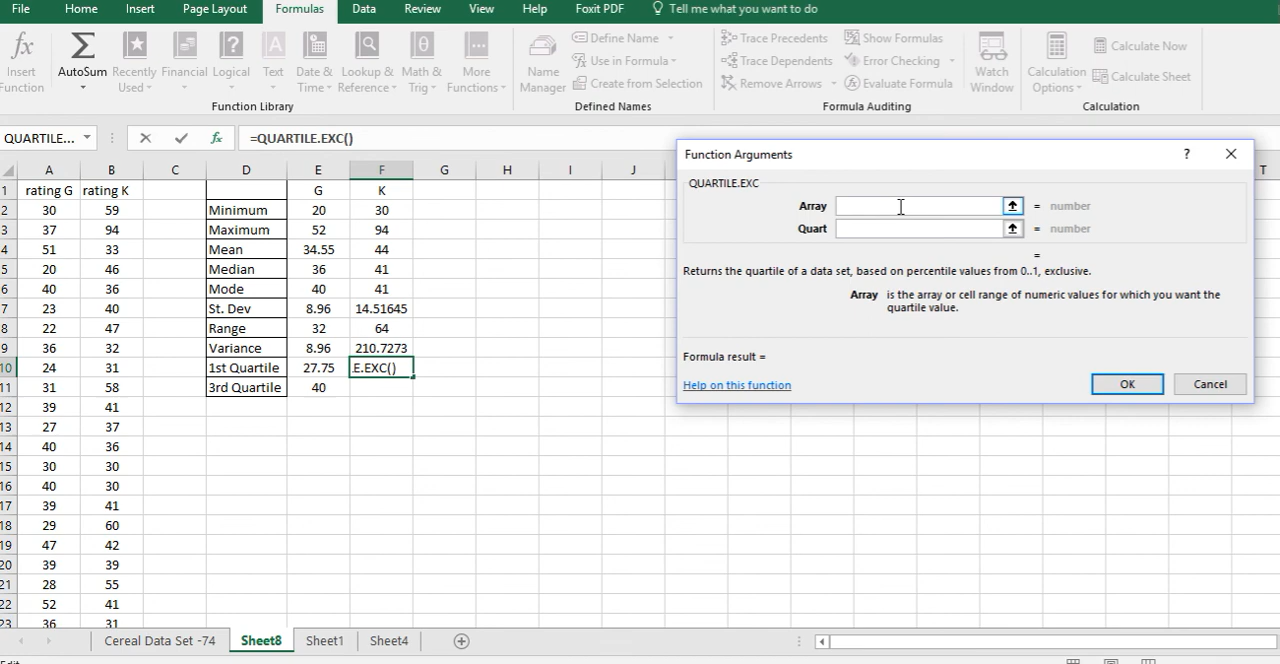 File Home Insert Page Layout Formulas Data Review View Help Foxit PDF Tell me what you want to do
fx Σ ? A θ ...
Define Name Trace Precedents Show Formulas
Insert Function AutoSum Recently Used Financial Logical Text Date & Time Lookup & Reference Math & Trig More Functions Name Manager Use in Formula Trace Dependents Error Checking Watch Window Calculation Options Calculate Now
Create from Selection Remove Arrows Evaluate Formula Calculate Sheet
Function Library Defined Names Formula Auditing Calculation
QUARTILE... fx =QUARTILE.EXC()
A B C D E F G H I J T
1 rating G rating K G K
2 30 59 Minimum 20 30
3 37 94 Maximum 52 94
4 51 33 Mean 34.55 44
5 20 46 Median 36 41
6 40 36 Mode 40 41
7 23 40 St. Dev 8.96 14.51645
8 22 47 Range 32 64
9 36 32 Variance 8.96 210.7273
10 24 31 1st Quartile 27.75 .E.EXC()
11 31 58 3rd Quartile 40
12 39 41
13 27 37
14 40 36
15 30 30
16 40 30
17 39 41
18 29 60
19 47 42
20 39 39
21 28 55
22 52 41
23 36 31
Function Arguments ?
QUARTILE.EXC
Array = number
Quart = number
=
Returns the quartile of a data set, based on percentile values from 0..1, exclusive.
Array is the array or cell range of numeric values for which you want the
quartile value.
Formula result =
Help on this function OK Cancel
Cereal Data Set -74 Sheet8 Sheet1 Sheet4